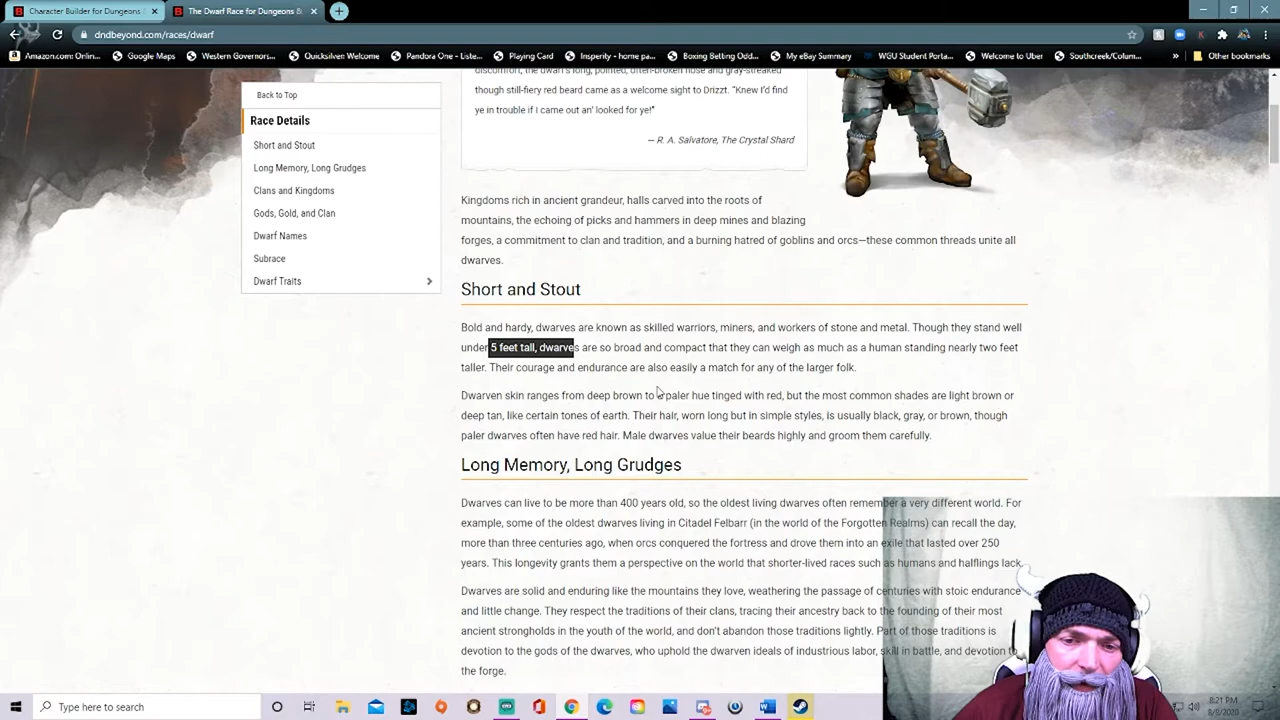 Character Builder for Dungeons &
The Dwarf Race for Dungeons &
dndbeyond.com/races/dwarf
Amazon.com: Onlin...
Google Maps
Western Governors...
Quicksilver Welcome
Pandora One - Liste...
Playing Card
Insperity - home pa...
Boxing Betting Odd...
My eBay Summary
WGU Student Porta...
Welcome to Uber
Southcreek/Colum...
»
Other bookmarks
discomfort, the dwarf's long, pointed, often-broken nose and gray-streaked
though still-fiery red beard came as a welcome sight to Drizzt. "Knew I'd find
ye in trouble if I came out an' looked for ye!"
— R. A. Salvatore, The Crystal Shard
Back to Top
Race Details
Short and Stout
Long Memory, Long Grudges
Clans and Kingdoms
Gods, Gold, and Clan
Dwarf Names
Subrace
Dwarf Traits
Kingdoms rich in ancient grandeur, halls carved into the roots of
mountains, the echoing of picks and hammers in deep mines and blazing
forges, a commitment to clan and tradition, and a burning hatred of goblins and orcs—these common threads unite all
dwarves.
Short and Stout
Bold and hardy, dwarves are known as skilled warriors, miners, and workers of stone and metal. Though they stand well
under 5 feet tall, dwarves are so broad and compact that they can weigh as much as a human standing nearly two feet
taller. Their courage and endurance are also easily a match for any of the larger folk.
Dwarven skin ranges from deep brown to a paler hue tinged with red, but the most common shades are light brown or
deep tan, like certain tones of earth. Their hair, worn long but in simple styles, is usually black, gray, or brown, though
paler dwarves often have red hair. Male dwarves value their beards highly and groom them carefully.
Long Memory, Long Grudges
Dwarves can live to be more than 400 years old, so the oldest living dwarves often remember a very different world. For
example, some of the oldest dwarves living in Citadel Felbarr (in the world of the Forgotten Realms) can recall the day,
more than three centuries ago, when orcs conquered the fortress and drove them into an exile that lasted over 250
years. This longevity grants them a perspective on the world that shorter-lived races such as humans and halflings lack.
Dwarves are solid and enduring like the mountains they love, weathering the passage of centuries with stoic endurance
and little change. They respect the traditions of their clans, tracing their ancestry back to the founding of their most
ancient strongholds in the youth of the world, and don't abandon those traditions lightly. Part of those traditions is
devotion to the gods of the dwarves, who uphold the dwarven ideals of industrious labor, skill in battle, and devotion to
the forge.
Type here to search
8:21 PM
8/8/2020